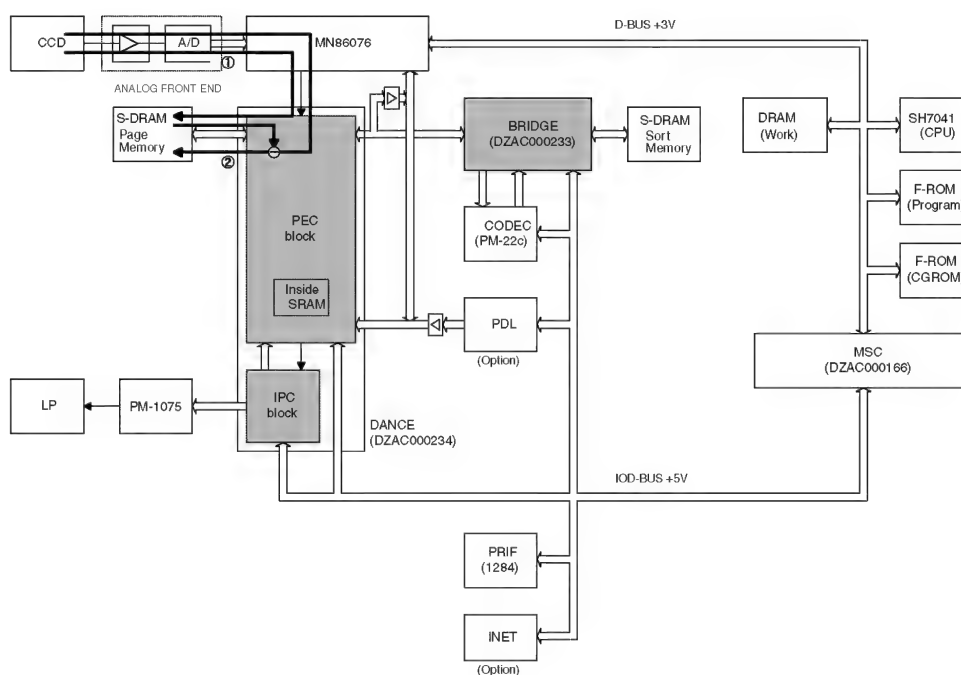 D-BUS +3V
CCD
A/D
MN86076
①
ANALOG FRONT END
S-DRAM
Page
Memory
②
BRIDGE
(DZAC000233)
S-DRAM
Sort
Memory
DRAM
(Work)
SH7041
(CPU)
PEC
block
CODEC
(PM-22c)
F-ROM
(Program)
F-ROM
(CGROM)
Inside
SRAM
PDL
(Option)
MSC
(DZAC000166)
LP
PM-1075
IPC
block
DANCE
(DZAC000234)
IOD-BUS +5V
PRIF
(1284)
INET
(Option)